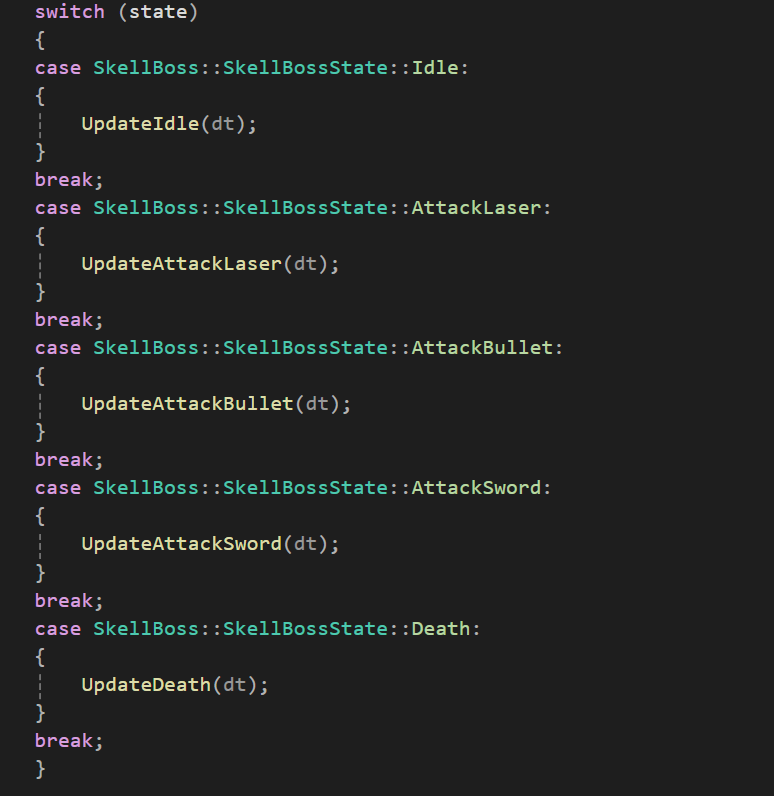 switch (state)
{
case SkellBoss::SkellBossState::Idle:
{
    UpdateIdle(dt);
}
break;
case SkellBoss::SkellBossState::AttackLaser:
{
    UpdateAttackLaser(dt);
}
break;
case SkellBoss::SkellBossState::AttackBullet:
{
    UpdateAttackBullet(dt);
}
break;
case SkellBoss::SkellBossState::AttackSword:
{
    UpdateAttackSword(dt);
}
break;
case SkellBoss::SkellBossState::Death:
{
    UpdateDeath(dt);
}
break;
}